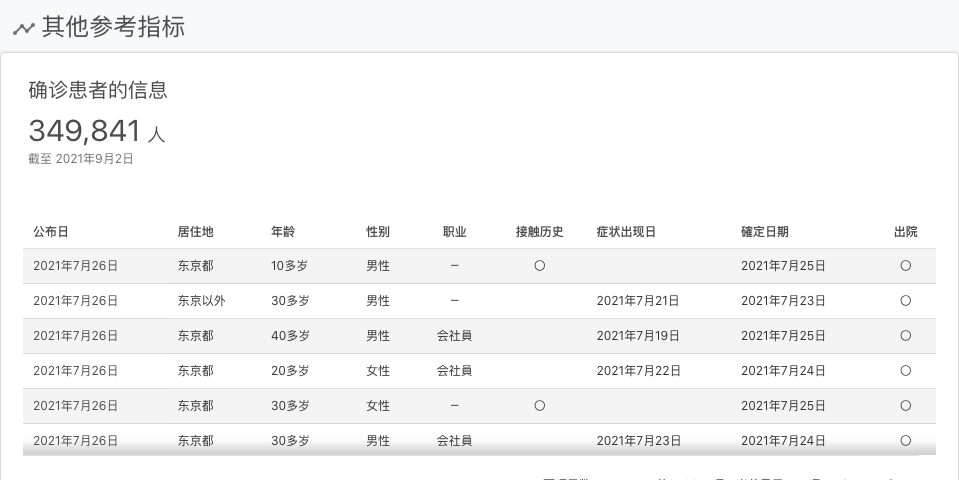 其他参考指标
确诊患者的信息
349,841 人
截至 2021年9月2日
公布日 居住地 年龄 性别 职业 接触历史 症状出现日 確定日期 出院
2021年7月26日 东京都 10多岁 男性 − 〇 2021年7月25日 〇
2021年7月26日 东京以外 30多岁 男性 − 2021年7月21日 2021年7月23日 〇
2021年7月26日 东京都 40多岁 男性 会社員 2021年7月19日 2021年7月25日 〇
2021年7月26日 东京都 20多岁 女性 会社員 2021年7月22日 2021年7月24日 〇
2021年7月26日 东京都 30多岁 女性 − 〇 2021年7月25日 〇
2021年7月26日 东京都 30多岁 男性 会社員 2021年7月23日 2021年7月24日 〇